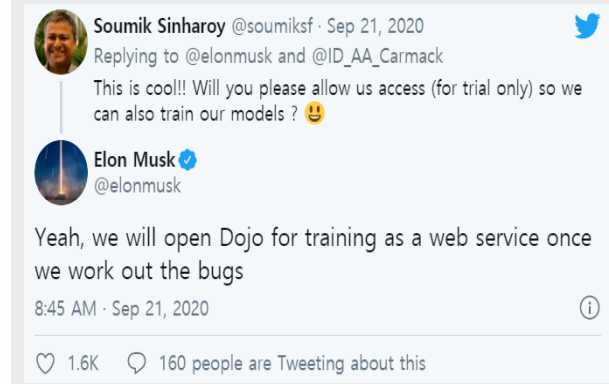 Soumik Sinharoy @soumiksf · Sep 21, 2020
Replying to @elonmusk and @ID_AA_Carmack
This is cool!! Will you please allow us access (for trial only) so we
can also train our models ? 😃
Elon Musk
@elonmusk
Yeah, we will open Dojo for training as a web service once
we work out the bugs
8:45 AM · Sep 21, 2020
1.6K 160 people are Tweeting about this